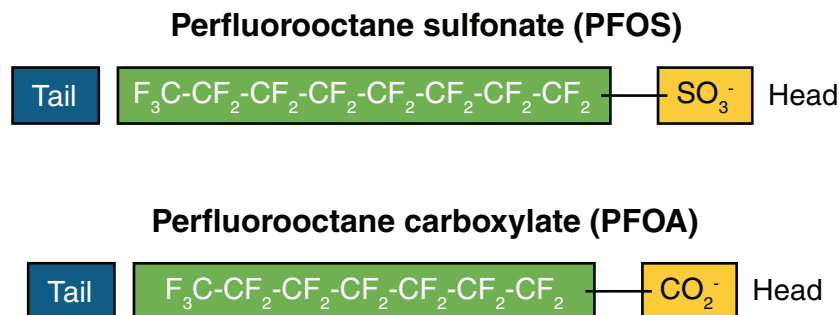 Perfluorooctane sulfonate (PFOS)
Tail F₃C-CF₂-CF₂-CF₂-CF₂-CF₂-CF₂-CF₂ SO₃⁻ Head
Perfluorooctane carboxylate (PFOA)
Tail F₃C-CF₂-CF₂-CF₂-CF₂-CF₂-CF₂ CO₂⁻ Head